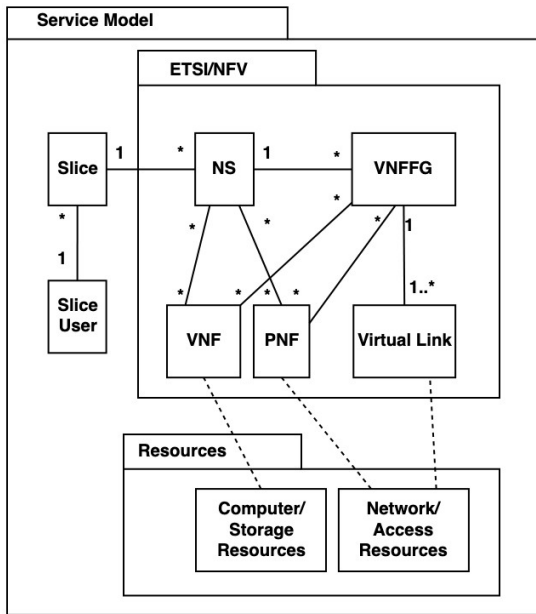 Service Model
ETSI/NFV
1
*
1
*
Slice
NS
VNFFG
*
*
*
*
*
1
1
*
*
*
*
1..*
Slice
User
VNF
PNF
Virtual Link
Resources
Computer/
Storage
Resources
Network/
Access
Resources